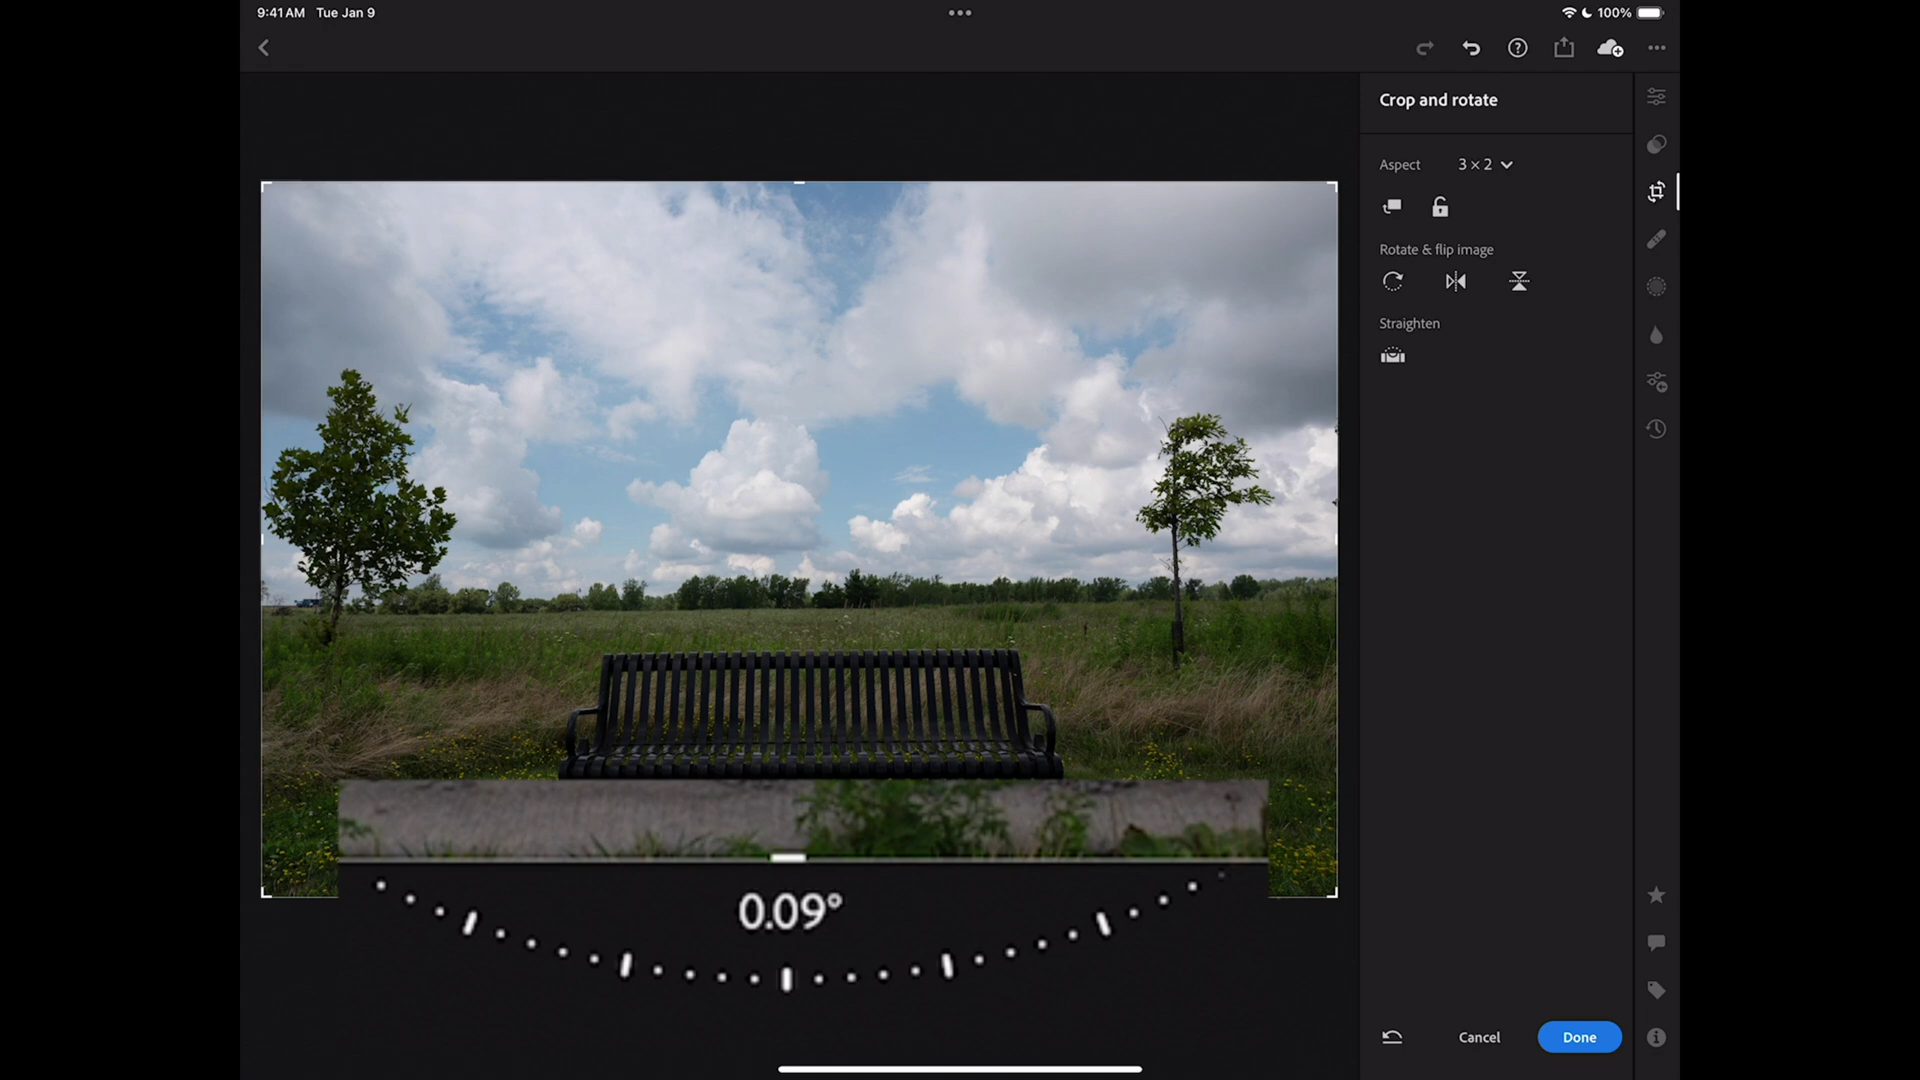 9:41 AM Tue Jan 9
100%
Crop and rotate
Aspect 3 × 2
Rotate & flip image
Straighten
0.09°
Cancel Done